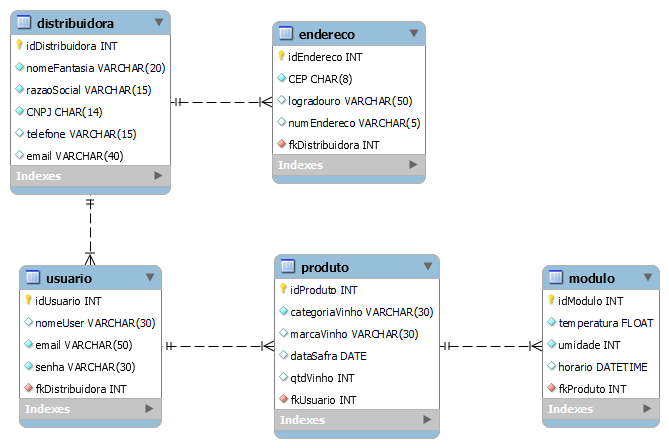 distribuidora
idDistribuidora INT
nomeFantasia VARCHAR(20)
razaoSocial VARCHAR(15)
CNPJ CHAR(14)
telefone VARCHAR(15)
email VARCHAR(40)
Indexes
endereco
idEndereco INT
CEP CHAR(8)
logradouro VARCHAR(50)
numEndereco VARCHAR(5)
fkDistribuidora INT
Indexes
usuario
idUsuario INT
nomeUser VARCHAR(30)
email VARCHAR(50)
senha VARCHAR(30)
fkDistribuidora INT
Indexes
produto
idProduto INT
categoriaVinho VARCHAR(30)
marcaVinho VARCHAR(30)
dataSafra DATE
qtdVinho INT
fkUsuario INT
Indexes
modulo
idModulo INT
temperatura FLOAT
umidade INT
horario DATETIME
fkProduto INT
Indexes